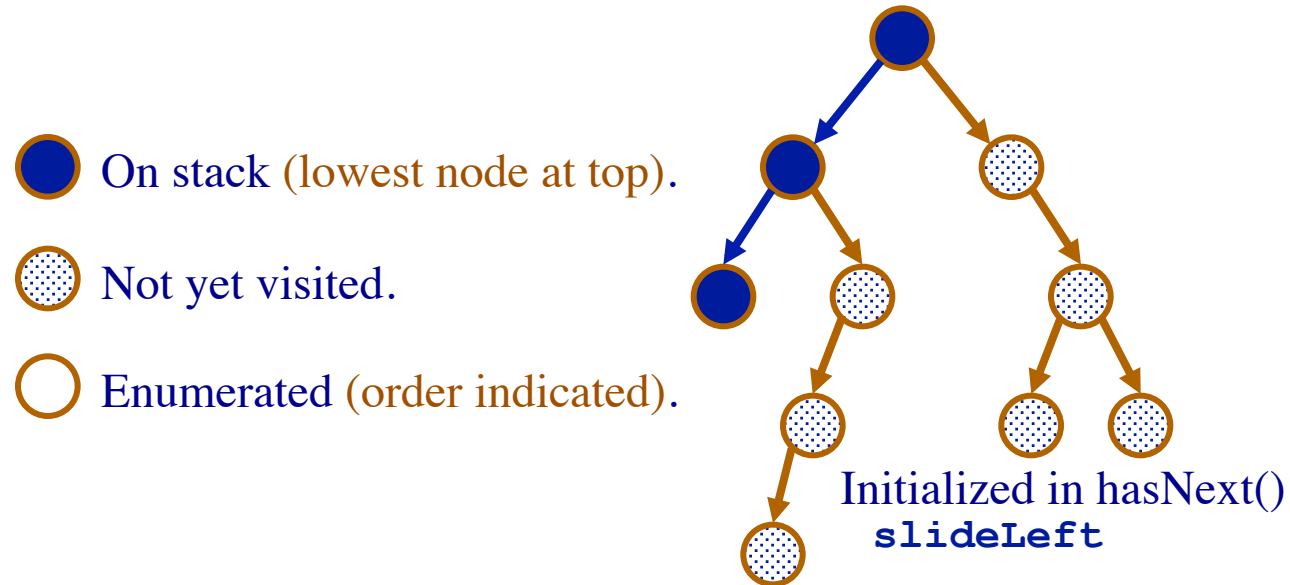 On stack (lowest node at top).
Not yet visited.
Enumerated (order indicated).
Initialized in hasNext()
slideLeft